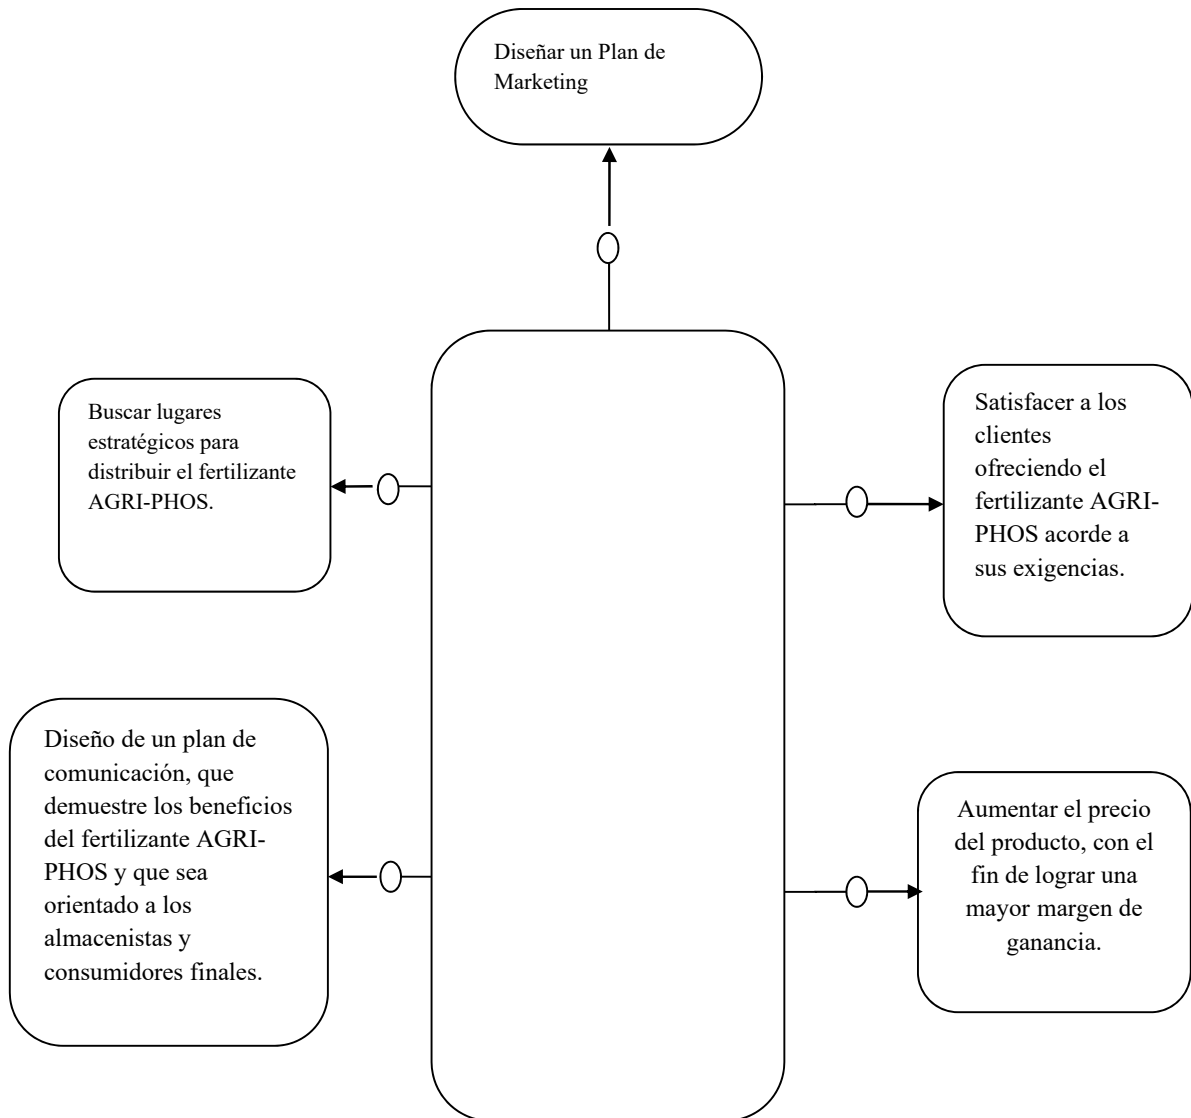 Diseñar un Plan de
Marketing
Buscar lugares
estratégicos para
distribuir el fertilizante
AGRI-PHOS.
Satisfacer a los
clientes
ofreciendo el
fertilizante AGRI-
PHOS acorde a
sus exigencias.
Diseño de un plan de
comunicación, que
demuestre los beneficios
del fertilizante AGRI-
PHOS y que sea
orientado a los
almacenistas y
consumidores finales.
Aumentar el precio
del producto, con el
fin de lograr una
mayor margen de
ganancia.